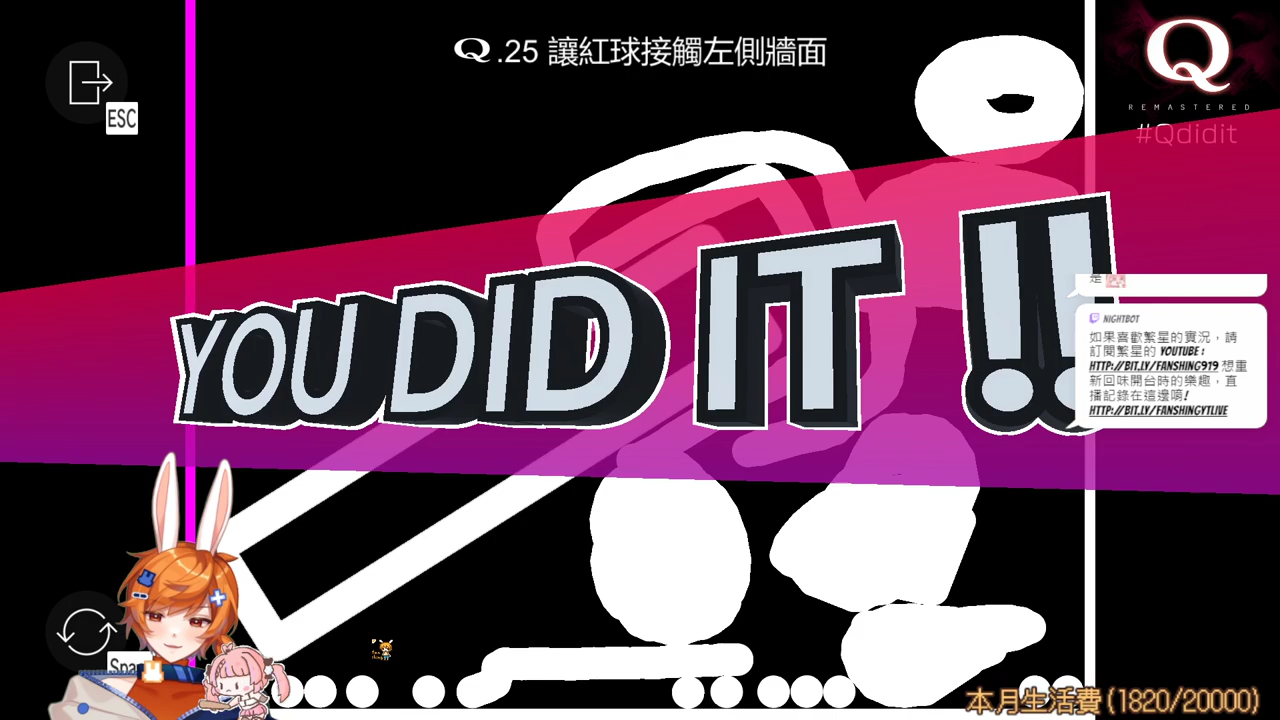 Q.25 讓紅球接觸左側牆面
ESC
Q
REMASTERED
#Qdidit
YOU DID IT !!
是
NIGHTBOT
如果喜歡繁星的實況，請
訂閱繁星的 YOUTUBE :
HTTP://BIT.LY/FANSHING919 想重
新回味開台時的樂趣，直
播記錄在這邊唷!
HTTP://BIT.LY/FANSHINGYTLIVE
Spa
本月生活費(1820/20000)